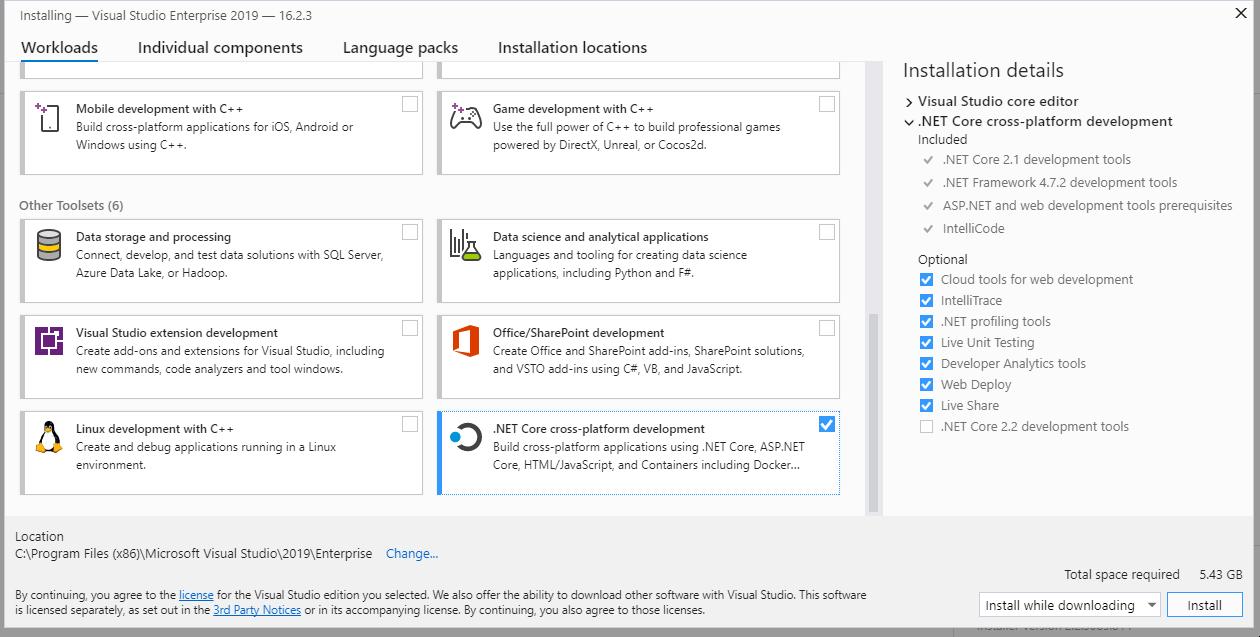 Installing — Visual Studio Enterprise 2019 — 16.2.3
Workloads
Individual components
Language packs
Installation locations
Mobile development with C++
Build cross-platform applications for iOS, Android or
Windows using C++.
Game development with C++
Use the full power of C++ to build professional games
powered by DirectX, Unreal, or Cocos2d.
Other Toolsets (6)
Data storage and processing
Connect, develop, and test data solutions with SQL Server,
Azure Data Lake, or Hadoop.
Data science and analytical applications
Languages and tooling for creating data science
applications, including Python and F#.
Visual Studio extension development
Create add-ons and extensions for Visual Studio, including
new commands, code analyzers and tool windows.
Office/SharePoint development
Create Office and SharePoint add-ins, SharePoint solutions,
and VSTO add-ins using C#, VB, and JavaScript.
Linux development with C++
Create and debug applications running in a Linux
environment.
.NET Core cross-platform development
Build cross-platform applications using .NET Core, ASP.NET
Core, HTML/JavaScript, and Containers including Docker...
Installation details
Visual Studio core editor
.NET Core cross-platform development
Included
.NET Core 2.1 development tools
.NET Framework 4.7.2 development tools
ASP.NET and web development tools prerequisites
IntelliCode
Optional
Cloud tools for web development
IntelliTrace
.NET profiling tools
Live Unit Testing
Developer Analytics tools
Web Deploy
Live Share
.NET Core 2.2 development tools
Location
C:\Program Files (x86)\Microsoft Visual Studio\2019\Enterprise Change...
Total space required 5.43 GB
By continuing, you agree to the license for the Visual Studio edition you selected. We also offer the ability to download other software with Visual Studio. This software
is licensed separately, as set out in the 3rd Party Notices or in its accompanying license. By continuing, you also agree to those licenses.
Install while downloading
Install